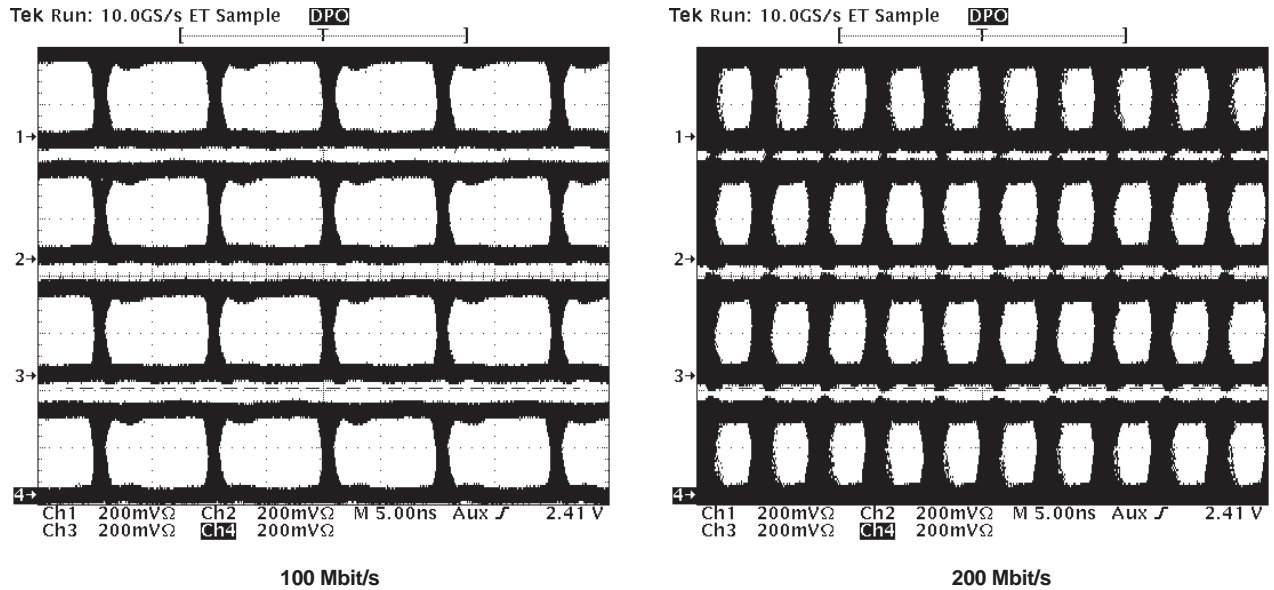 Tek Run: 10.0GS/s ET Sample DPO
[ T ]
1→
2→
3→
4→
Ch1 200mVΩ Ch2 200mVΩ M 5.00ns Aux ƒ 2.41 V
Ch3 200mVΩ Ch4 200mVΩ
100 Mbit/s
Tek Run: 10.0GS/s ET Sample DPO
[ T ]
1→
2→
3→
4→
Ch1 200mVΩ Ch2 200mVΩ M 5.00ns Aux ƒ 2.41 V
Ch3 200mVΩ Ch4 200mVΩ
200 Mbit/s